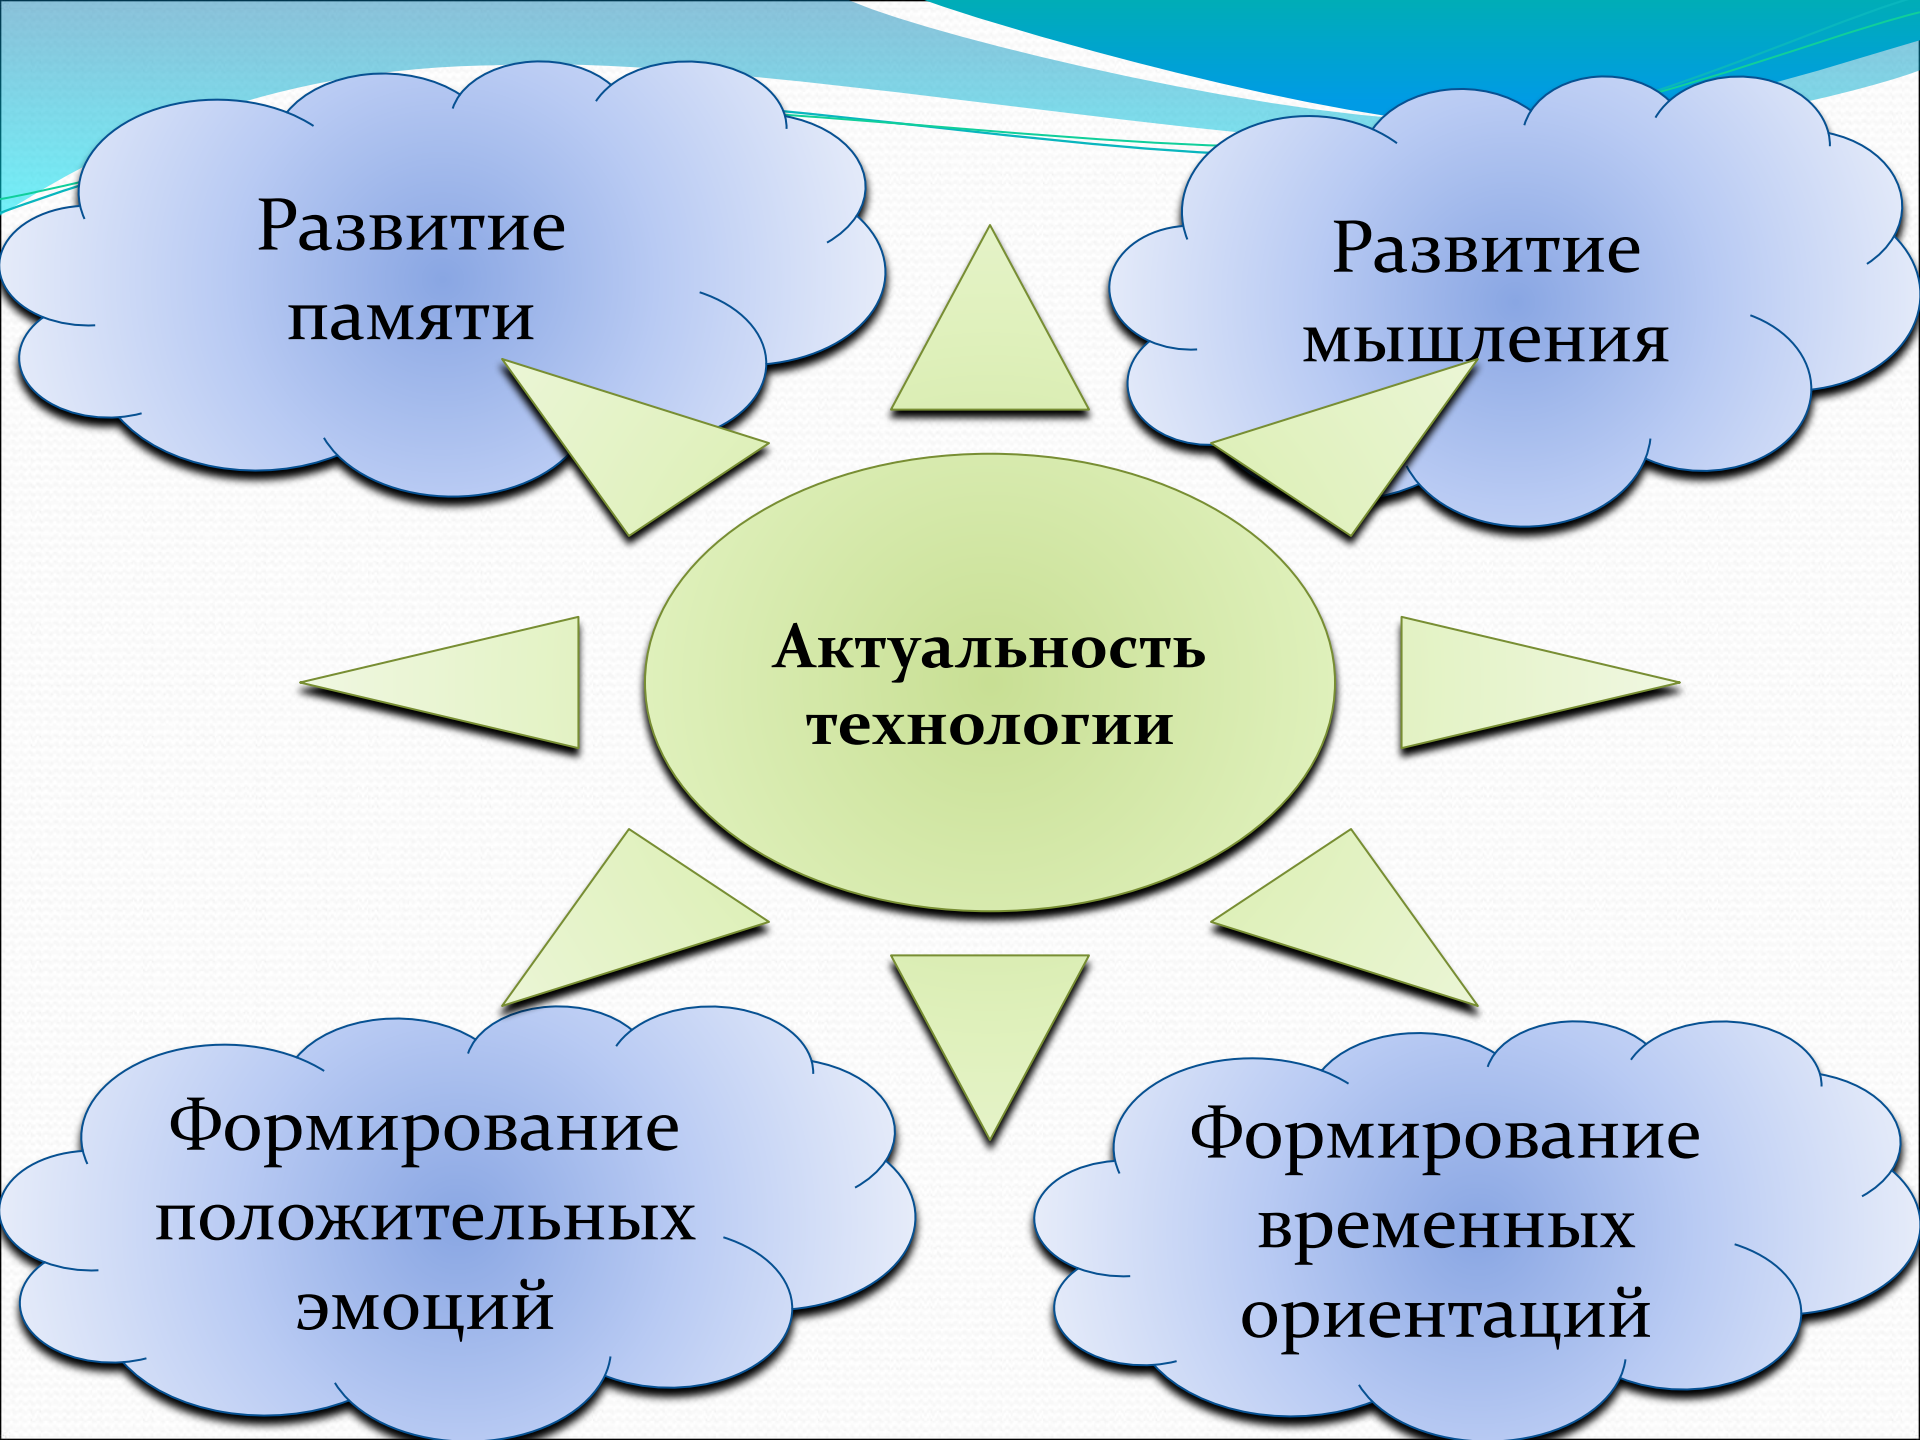 Развитие
памяти
Развитие
мышления
Актуальность
технологии
Формирование
положительных
эмоций
Формирование
временных
ориентаций